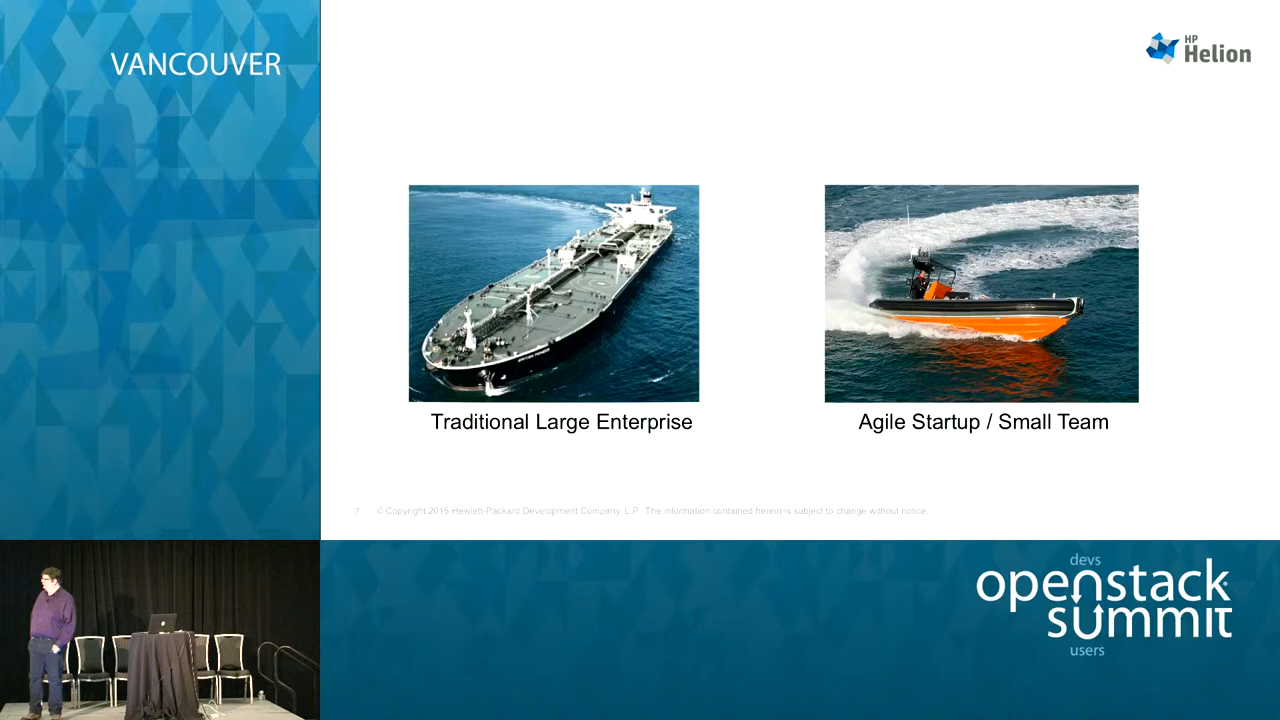 VANCOUVER
HP
Helion
Traditional Large Enterprise
Agile Startup / Small Team
7 © Copyright 2015 Hewlett-Packard Development Company, L.P. The information contained herein is subject to change without notice.
devs
openstack
summit
users